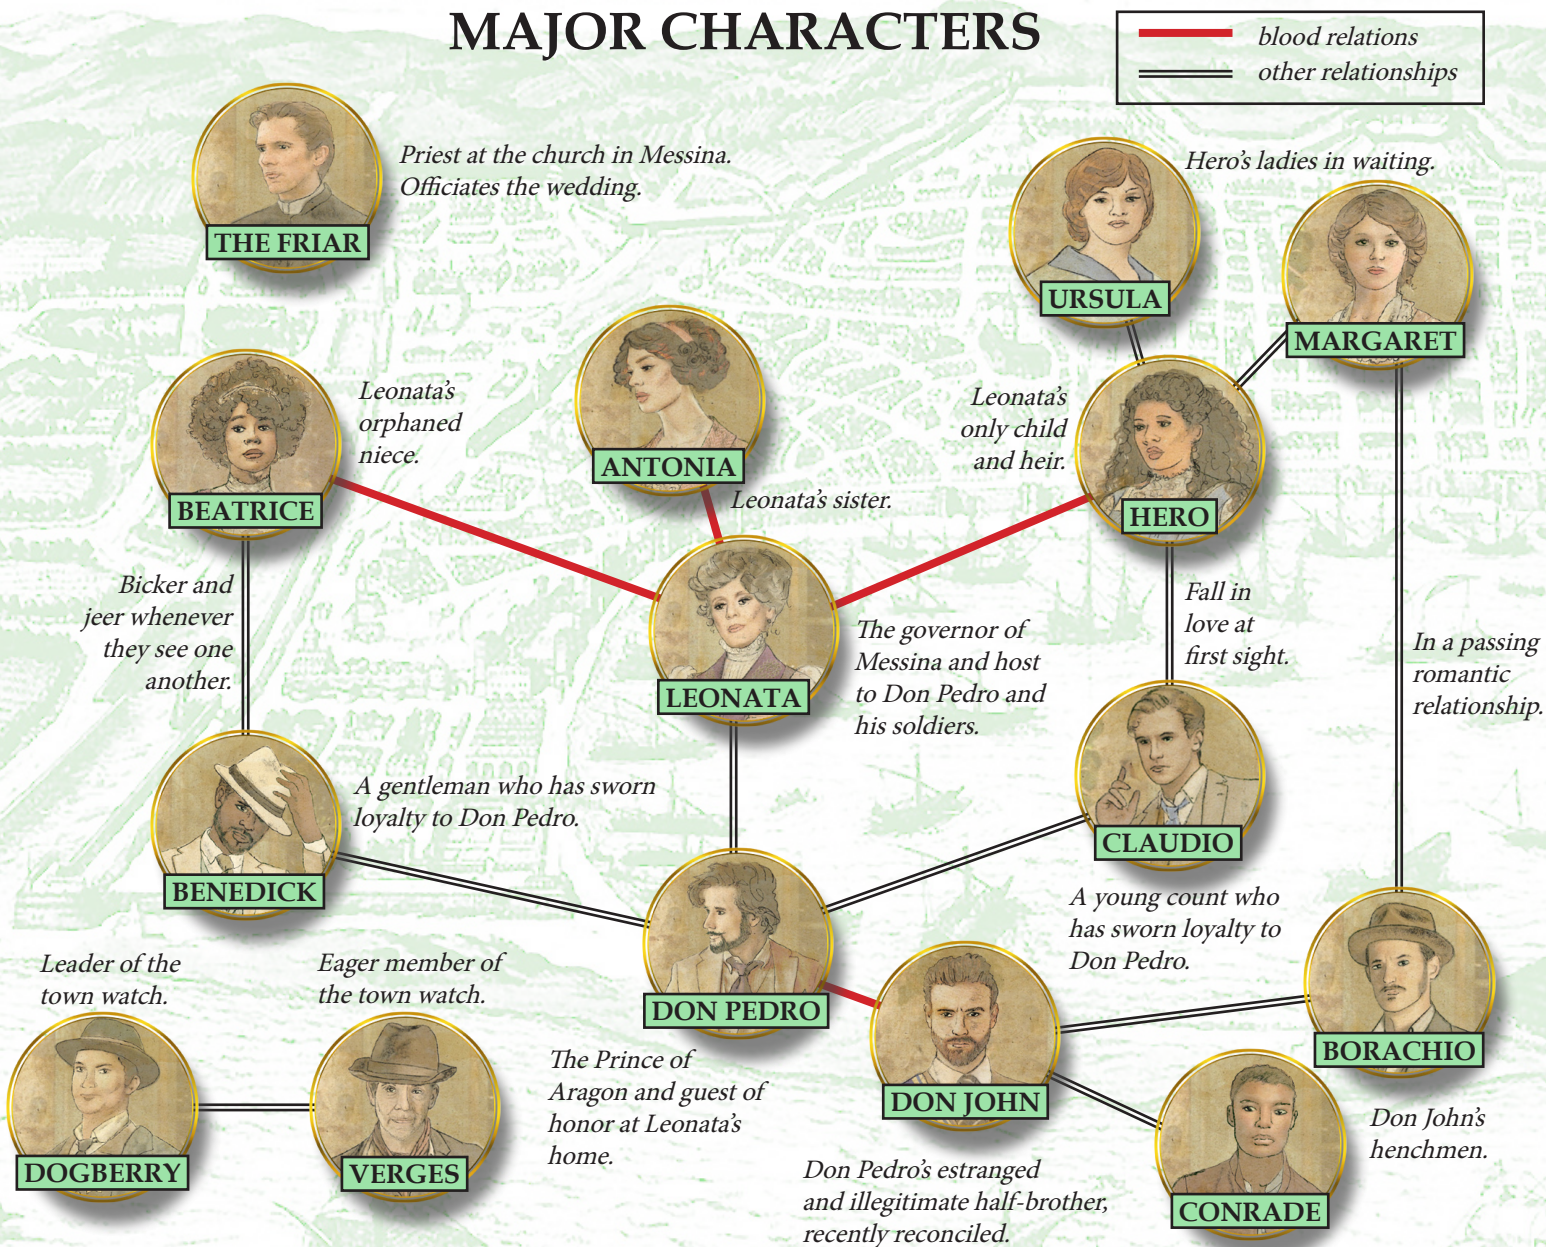 MAJOR CHARACTERS
blood relations
other relationships
THE FRIAR
Priest at the church in Messina.
Officiates the wedding.
URSULA
Hero's ladies in waiting.
MARGARET
BEATRICE
Leonata's
orphaned
niece.
ANTONIA
Leonata's sister.
Leonata's
only child
and heir.
HERO
Bicker and
jeer whenever
they see one
another.
LEONATA
The governor of
Messina and host
to Don Pedro and
his soldiers.
Fall in
love at
first sight.
In a passing
romantic
relationship.
BENEDICK
A gentleman who has sworn
loyalty to Don Pedro.
CLAUDIO
A young count who
has sworn loyalty to
Don Pedro.
Leader of the
town watch.
DOGBERRY
Eager member of
the town watch.
VERGES
DON PEDRO
The Prince of
Aragon and guest of
honor at Leonata's
home.
DON JOHN
Don Pedro's estranged
and illegitimate half-brother,
recently reconciled.
BORACHIO
Don John's
henchmen.
CONRADE